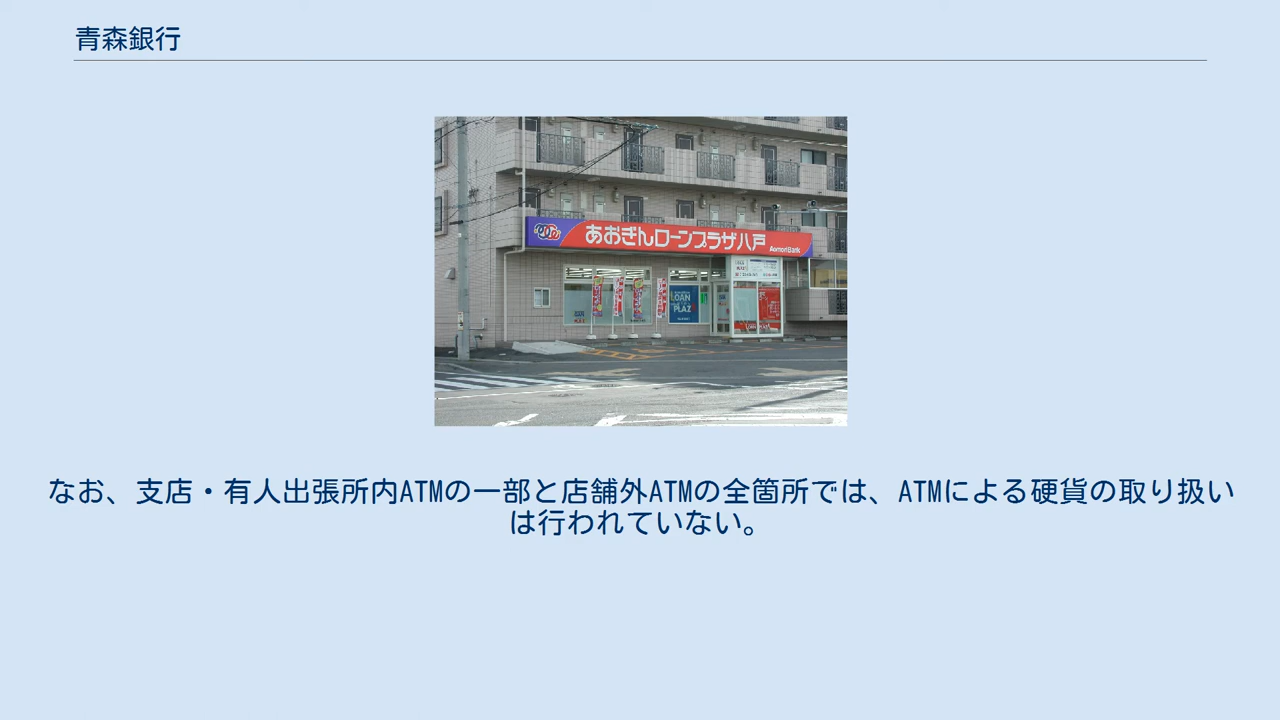 青森銀行
あおぎんローンプラザ八戸
Aomori Bank
LOAN
PLAZ
なお、支店・有人出張所内ATMの一部と店舗外ATMの全箇所では、ATMによる硬貨の取り扱い
は行われていない。